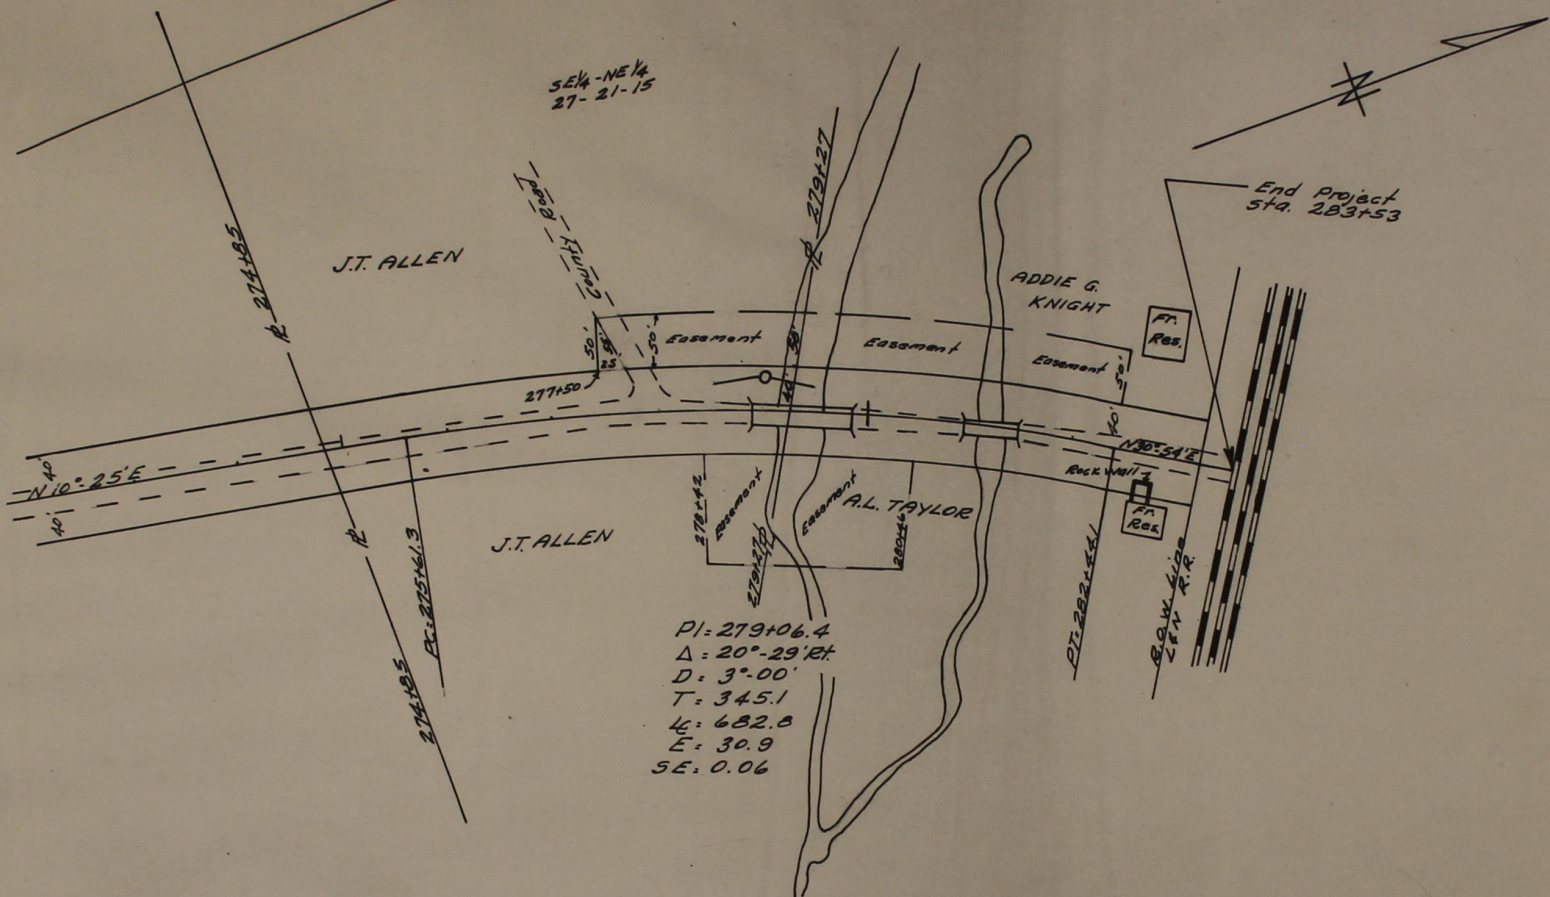 SE¼-NE¼
27-21-15
N
End Project
Sta. 283+53
279+27
County Road
274+85
J.T. ALLEN
ADDIE G.
KNIGHT
Fr.
Res.
50'
55'
25'
50'
Easement
58'
Easement
Easement
50'
277+50
40'
40'
40'
N 10°-25'E
N30°-54'E
Rock Wall
40'
Fr.
Res.
J.T. ALLEN
278+42
Easement
Easement
A.L. TAYLOR
280+46
279+27
PC=275+61.3
274+85
PT=282+44.1
R.O.W. Line
L&N R.R.
PI=279+06.4
Δ=20°-29'Rt.
D=3°-00'
T=345.1
Lc=682.8
E=30.9
SE=0.06